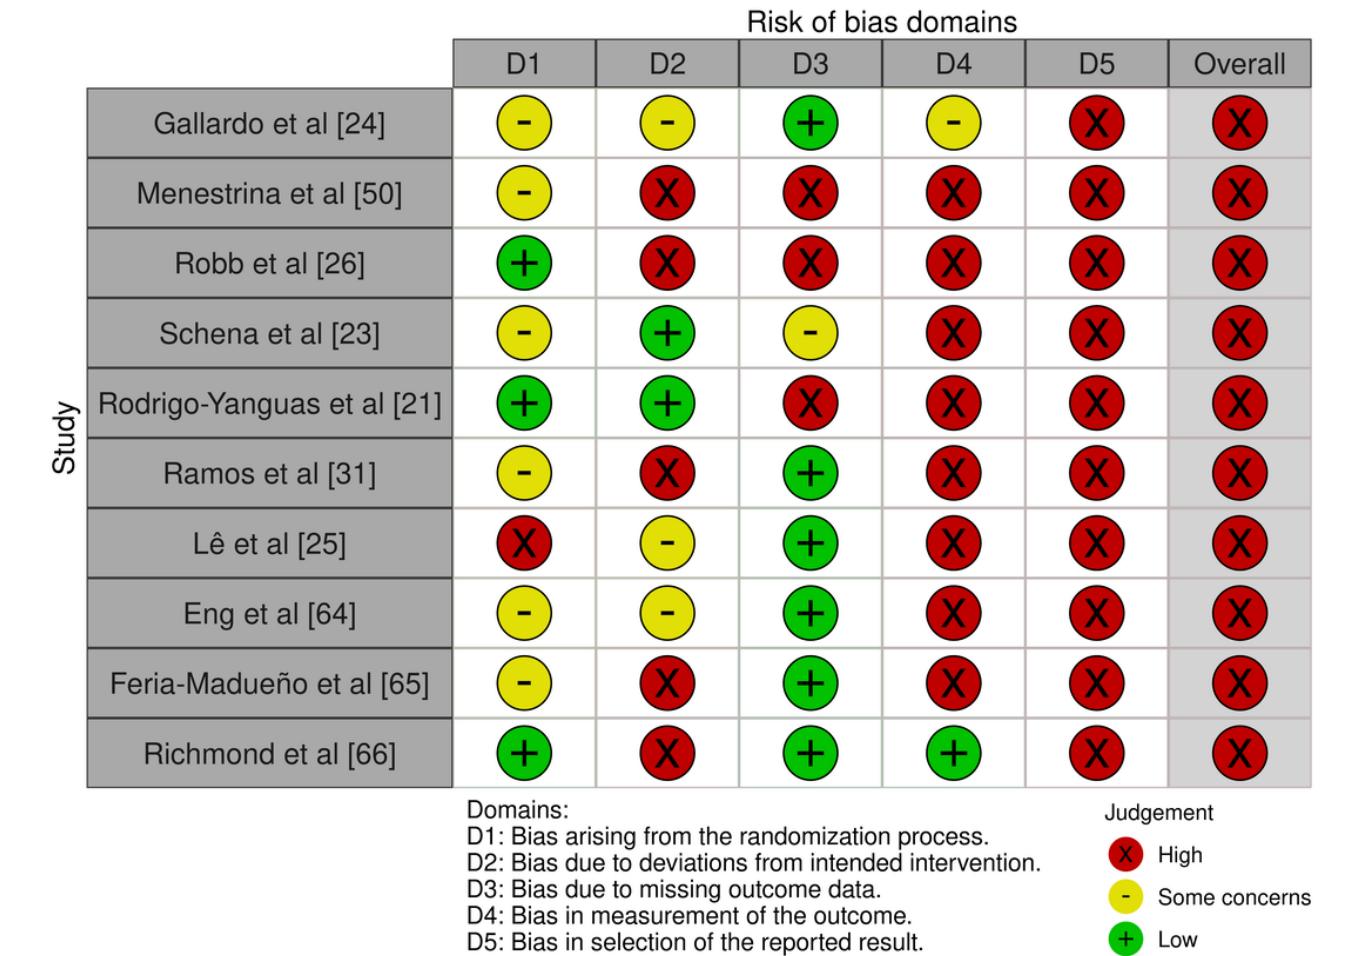 Risk of bias domains
D1 D2 D3 D4 D5 Overall
Study
Gallardo et al [24] - - + - X X
Menestrina et al [50] - X X X X X
Robb et al [26] + X X X X X
Schena et al [23] - + - X X X
Rodrigo-Yanguas et al [21] + + X X X X
Ramos et al [31] - X + X X X
Lê et al [25] X - + X X X
Eng et al [64] - - + X X X
Feria-Madueño et al [65] - X + X X X
Richmond et al [66] + X + + X X
Domains:
D1: Bias arising from the randomization process.
D2: Bias due to deviations from intended intervention.
D3: Bias due to missing outcome data.
D4: Bias in measurement of the outcome.
D5: Bias in selection of the reported result.
Judgement
X High
- Some concerns
+ Low